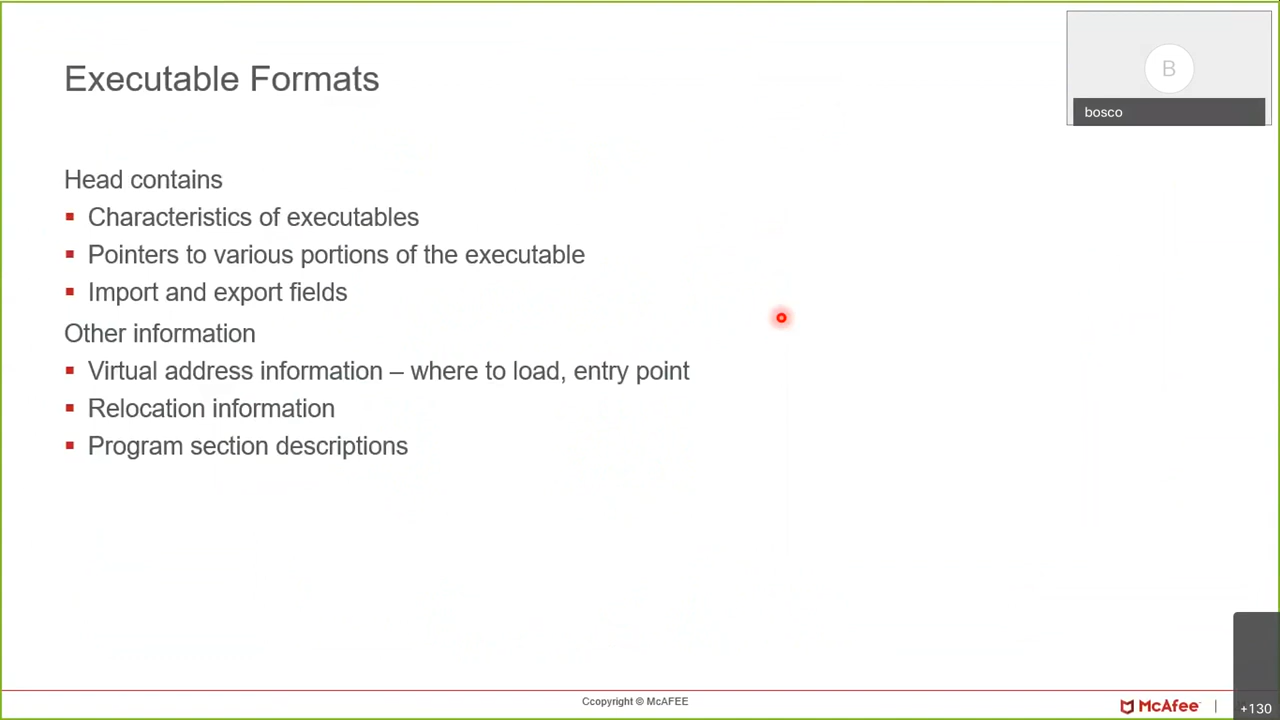 Executable Formats
B
bosco
Head contains
Characteristics of executables
Pointers to various portions of the executable
Import and export fields
Other information
Virtual address information – where to load, entry point
Relocation information
Program section descriptions
Ccopyright © McAFEE
McAfee
+130